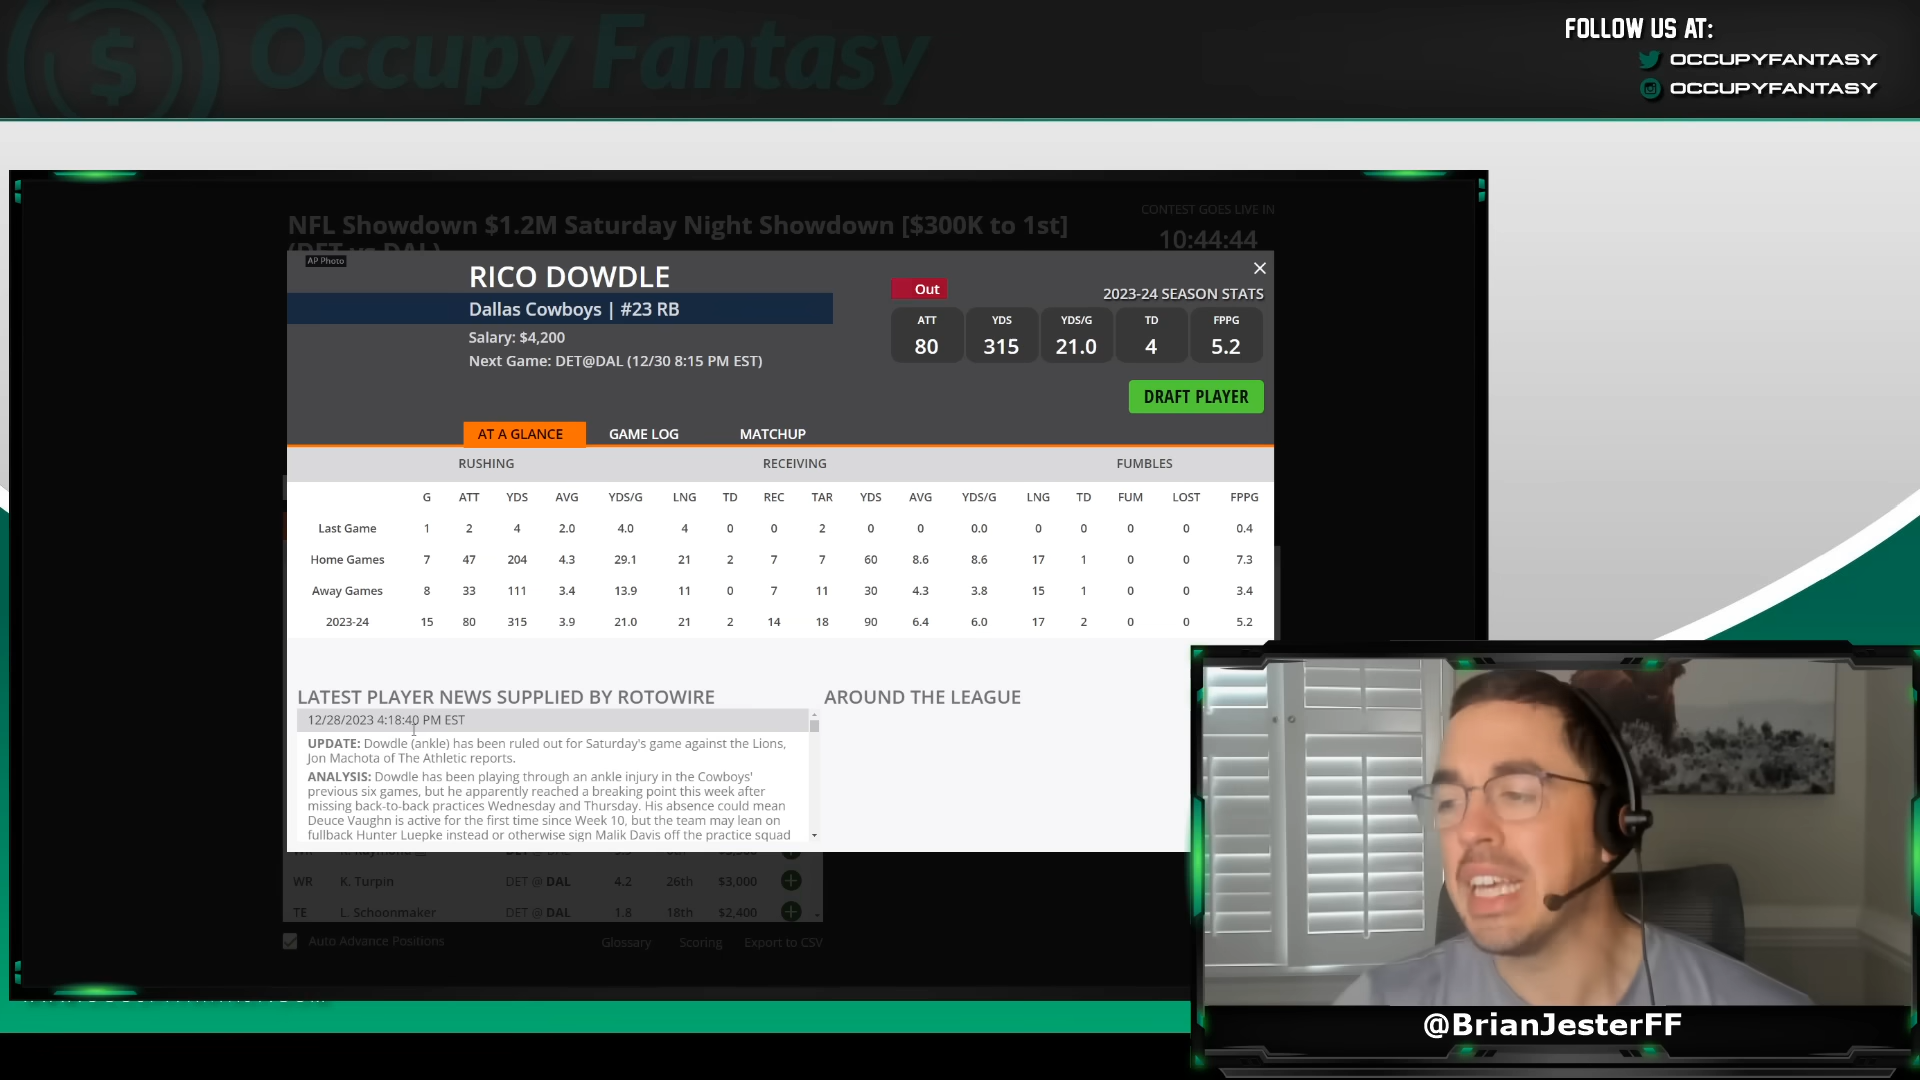 Occupy Fantasy
FOLLOW US AT:
OCCUPYFANTASY
OCCUPYFANTASY
NFL Showdown $1.2M Saturday Night Showdown [$300K to 1st]
(DET vs DAL)
CONTEST GOES LIVE IN
10:44:44
AP Photo
RICO DOWDLE
Dallas Cowboys | #23 RB
Salary: $4,200
Next Game: DET@DAL (12/30 8:15 PM EST)
Out
2023-24 SEASON STATS
ATT YDS YDS/G TD FPPG
80 315 21.0 4 5.2
DRAFT PLAYER
AT A GLANCE GAME LOG MATCHUP
RUSHING RECEIVING FUMBLES
G ATT YDS AVG YDS/G LNG TD REC TAR YDS AVG YDS/G LNG TD FUM LOST FPPG
Last Game 1 2 4 2.0 4.0 4 0 0 2 0 0 0.0 0 0 0 0 0.4
Home Games 7 47 204 4.3 29.1 21 2 7 7 60 8.6 8.6 17 1 0 0 7.3
Away Games 8 33 111 3.4 13.9 11 0 7 11 30 4.3 3.8 15 1 0 0 3.4
2023-24 15 80 315 3.9 21.0 21 2 14 18 90 6.4 6.0 17 2 0 0 5.2
LATEST PLAYER NEWS SUPPLIED BY ROTOWIRE
12/28/2023 4:18:40 PM EST
UPDATE: Dowdle (ankle) has been ruled out for Saturday's game against the Lions,
Jon Machota of The Athletic reports.
ANALYSIS: Dowdle has been playing through an ankle injury in the Cowboys'
previous six games, but he apparently reached a breaking point this week after
missing back-to-back practices Wednesday and Thursday. His absence could mean
Deuce Vaughn is active for the first time since Week 10, but the team may lean on
fullback Hunter Luepke instead or otherwise sign Malik Davis off the practice squad
AROUND THE LEAGUE
WR K. Turpin DET @ DAL 4.2 26th $3,000
TE L. Schoonmaker DET @ DAL 1.8 18th $2,400
Auto Advance Positions
Glossary Scoring Export to CSV
@BrianJesterFF